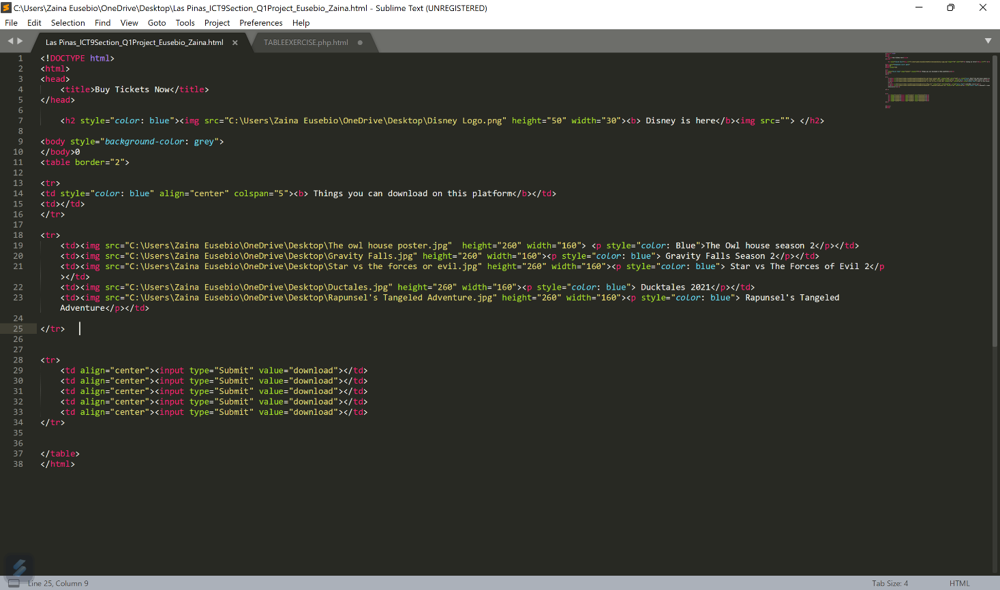 C:\Users\Zaina Eusebio\OneDrive\Desktop\Las Pinas_ICT9Section_Q1Project_Eusebio_Zaina.html - Sublime Text (UNREGISTERED)
File Edit Selection Find View Goto Tools Project Preferences Help
Las Pinas_ICT9Section_Q1Project_Eusebio_Zaina.html TABLEEXERCISE.php.html
1 <!DOCTYPE html>
2 <html>
3 <head>
4 <title>Buy Tickets Now</title>
5 </head>
6
7 <h2 style="color: blue"><img src="C:\Users\Zaina Eusebio\OneDrive\Desktop\Disney Logo.png" height="50" width="30"><b> Disney is here</b><img src=""> </h2>
8
9 <body style="background-color: grey">
10 </body>0
11 <table border="2">
12
13 <tr>
14 <td style="color: blue" align="center" colspan="5"><b> Things you can download on this platform</b></td>
15 <td></td>
16 </tr>
17
18 <tr>
19 <td><img src="C:\Users\Zaina Eusebio\OneDrive\Desktop\The owl house poster.jpg"  height="260" width="160"> <p style="color: Blue">The Owl house season 2</p></td>
20 <td><img src="C:\Users\Zaina Eusebio\OneDrive\Desktop\Gravity Falls.jpg" height="260" width="160"><p style="color: blue"> Gravity Falls Season 2</p></td>
21 <td><img src="C:\Users\Zaina Eusebio\OneDrive\Desktop\Star vs the forces or evil.jpg" height="260" width="160"><p style="color: blue"> Star vs The Forces of Evil 2</p
></td>
22 <td><img src="C:\Users\Zaina Eusebio\OneDrive\Desktop\Ductales.jpg" height="260" width="160"><p style="color: blue"> Ducktales 2021</p></td>
23 <td><img src="C:\Users\Zaina Eusebio\OneDrive\Desktop\Rapunsel's Tangeled Adventure.jpg" height="260" width="160"><p style="color: blue"> Rapunsel's Tangeled
Adventure</p></td>
24
25 </tr>
26
27
28 <tr>
29 <td align="center"><input type="Submit" value="download"></td>
30 <td align="center"><input type="Submit" value="download"></td>
31 <td align="center"><input type="Submit" value="download"></td>
32 <td align="center"><input type="Submit" value="download"></td>
33 <td align="center"><input type="Submit" value="download"></td>
34 </tr>
35
36
37 </table>
38 </html>
Line 25, Column 9 Tab Size: 4 HTML